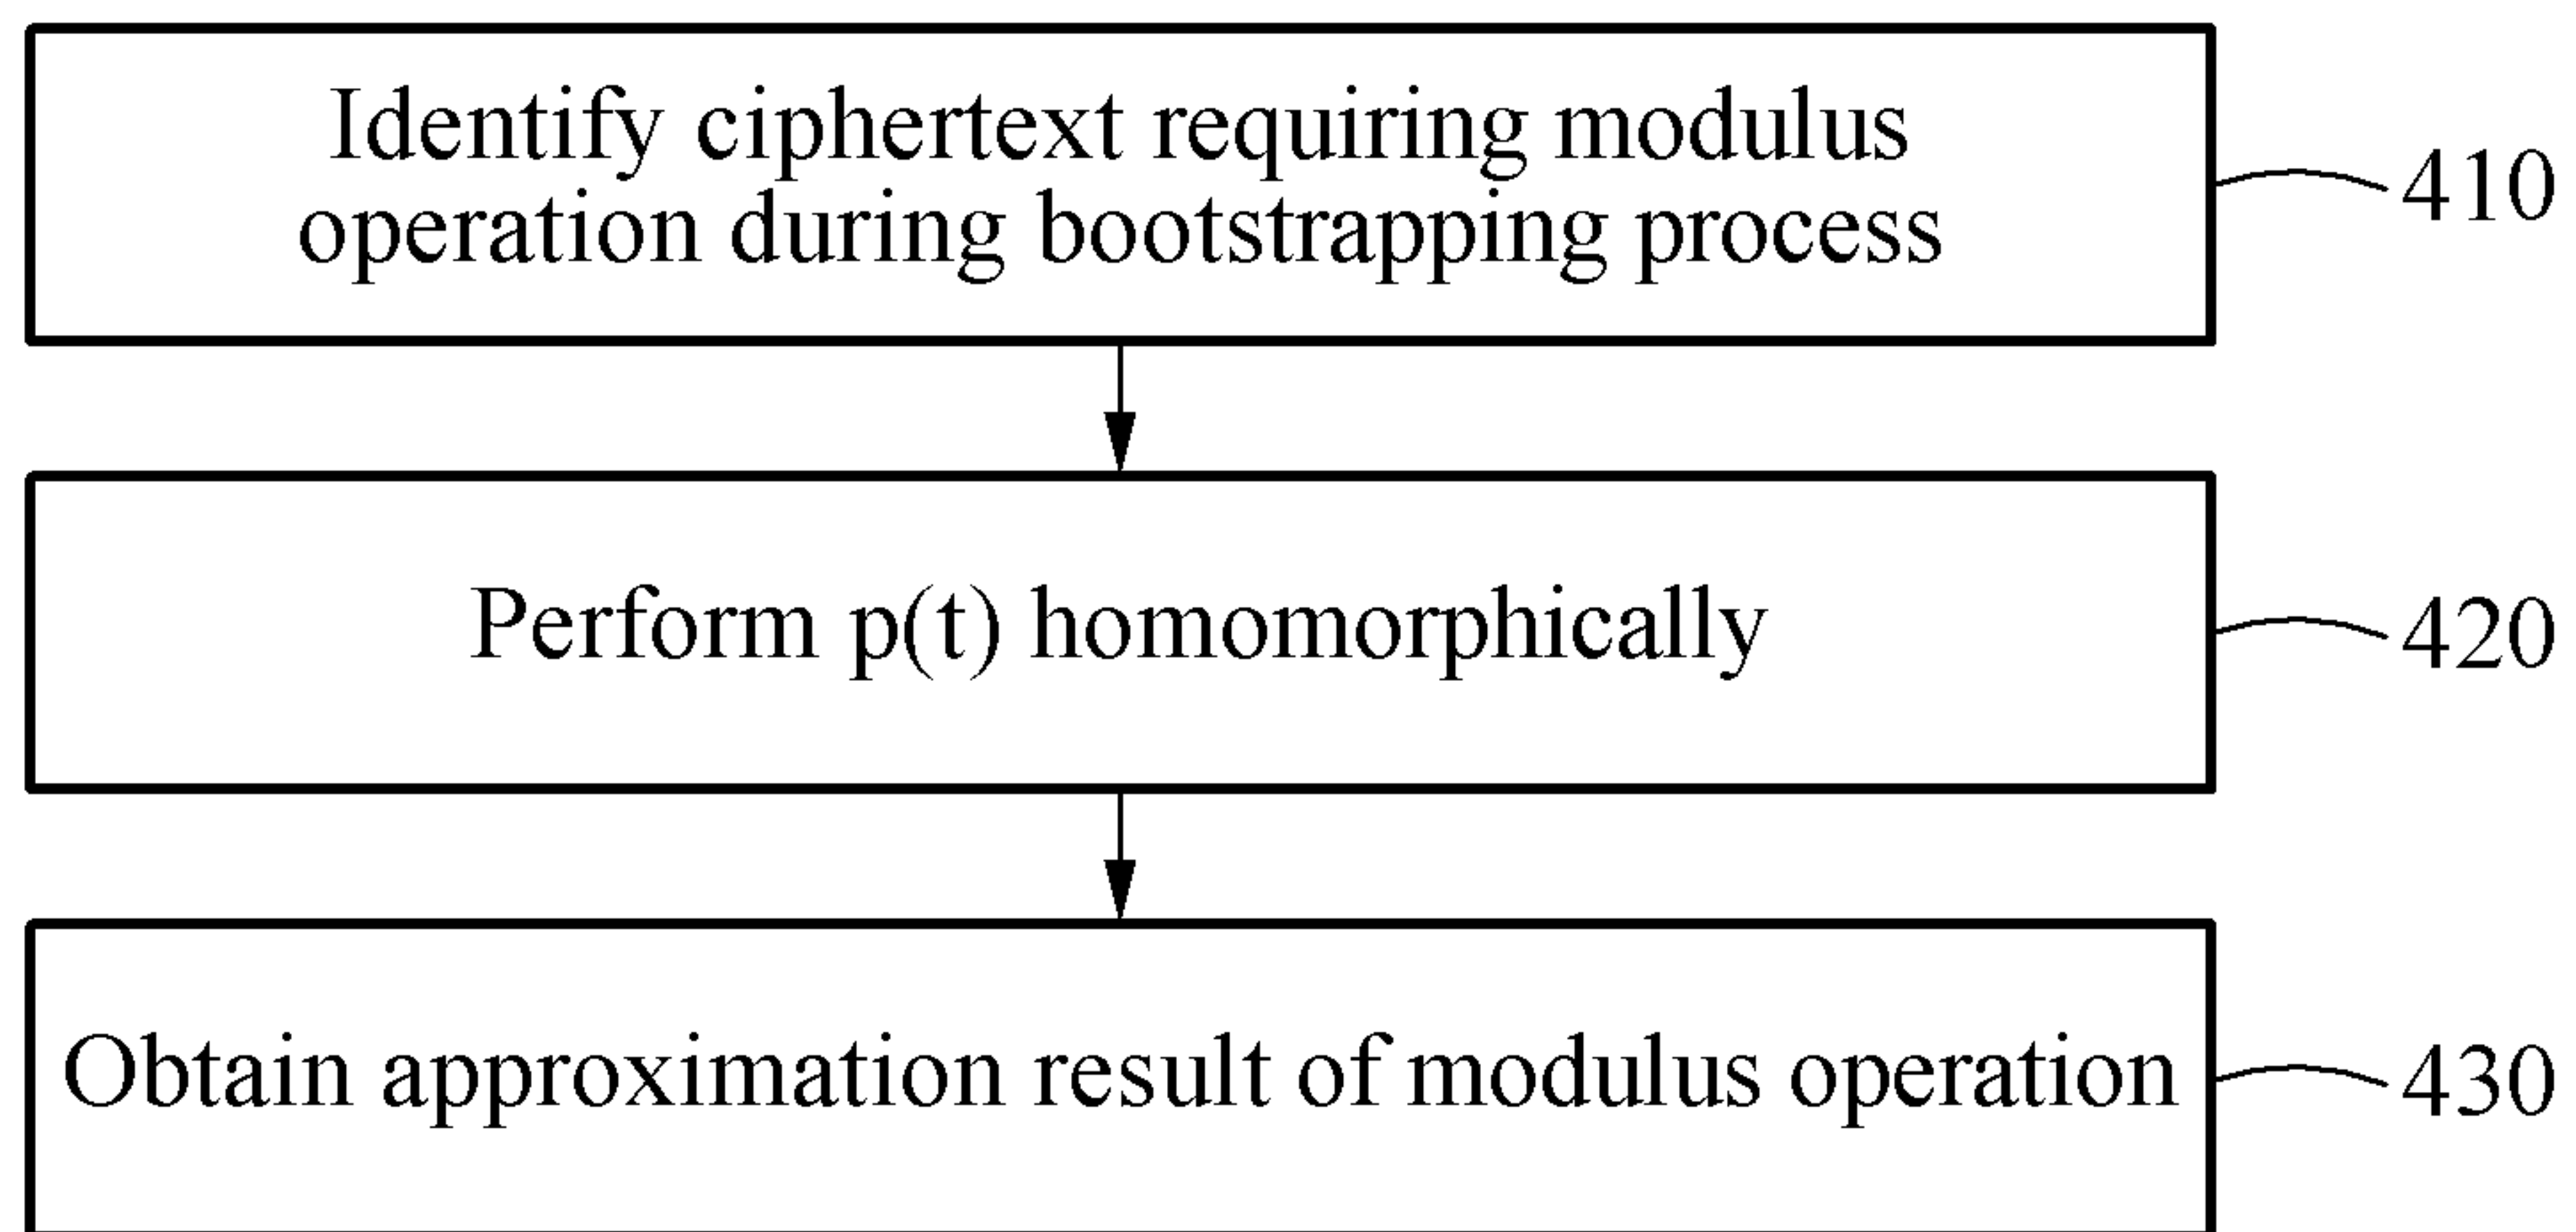 Identify ciphertext requiring modulus
operation during bootstrapping process
410
Perform p(t) homomorphically
420
Obtain approximation result of modulus operation
430